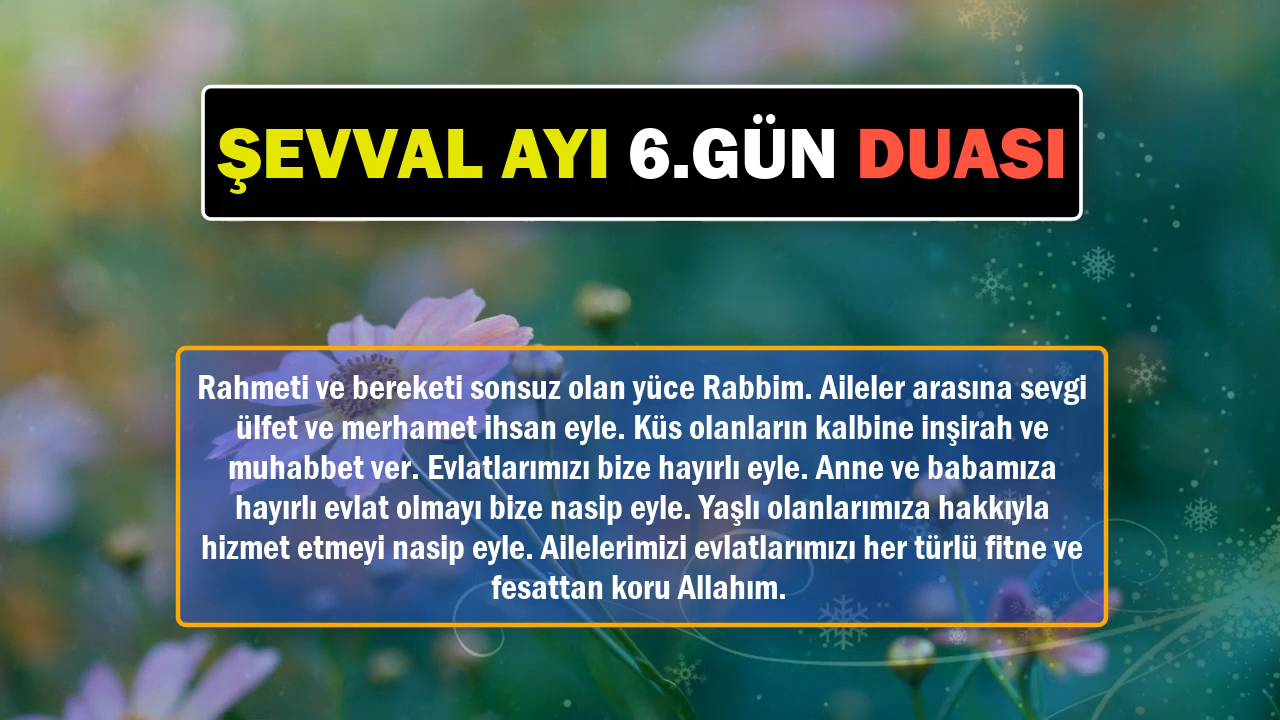 ŞEVVAL AYI 6.GÜN DUASI
Rahmeti ve bereketi sonsuz olan yüce Rabbim. Aileler arasına sevgi
ülfet ve merhamet ihsan eyle. Küs olanların kalbine inşirah ve
muhabbet ver. Evlatlarımızı bize hayırlı eyle. Anne ve babamıza
hayırlı evlat olmayı bize nasip eyle. Yaşlı olanlarımıza hakkıyla
hizmet etmeyi nasip eyle. Ailelerimizi evlatlarımızı her türlü fitne ve
fesattan koru Allahım.